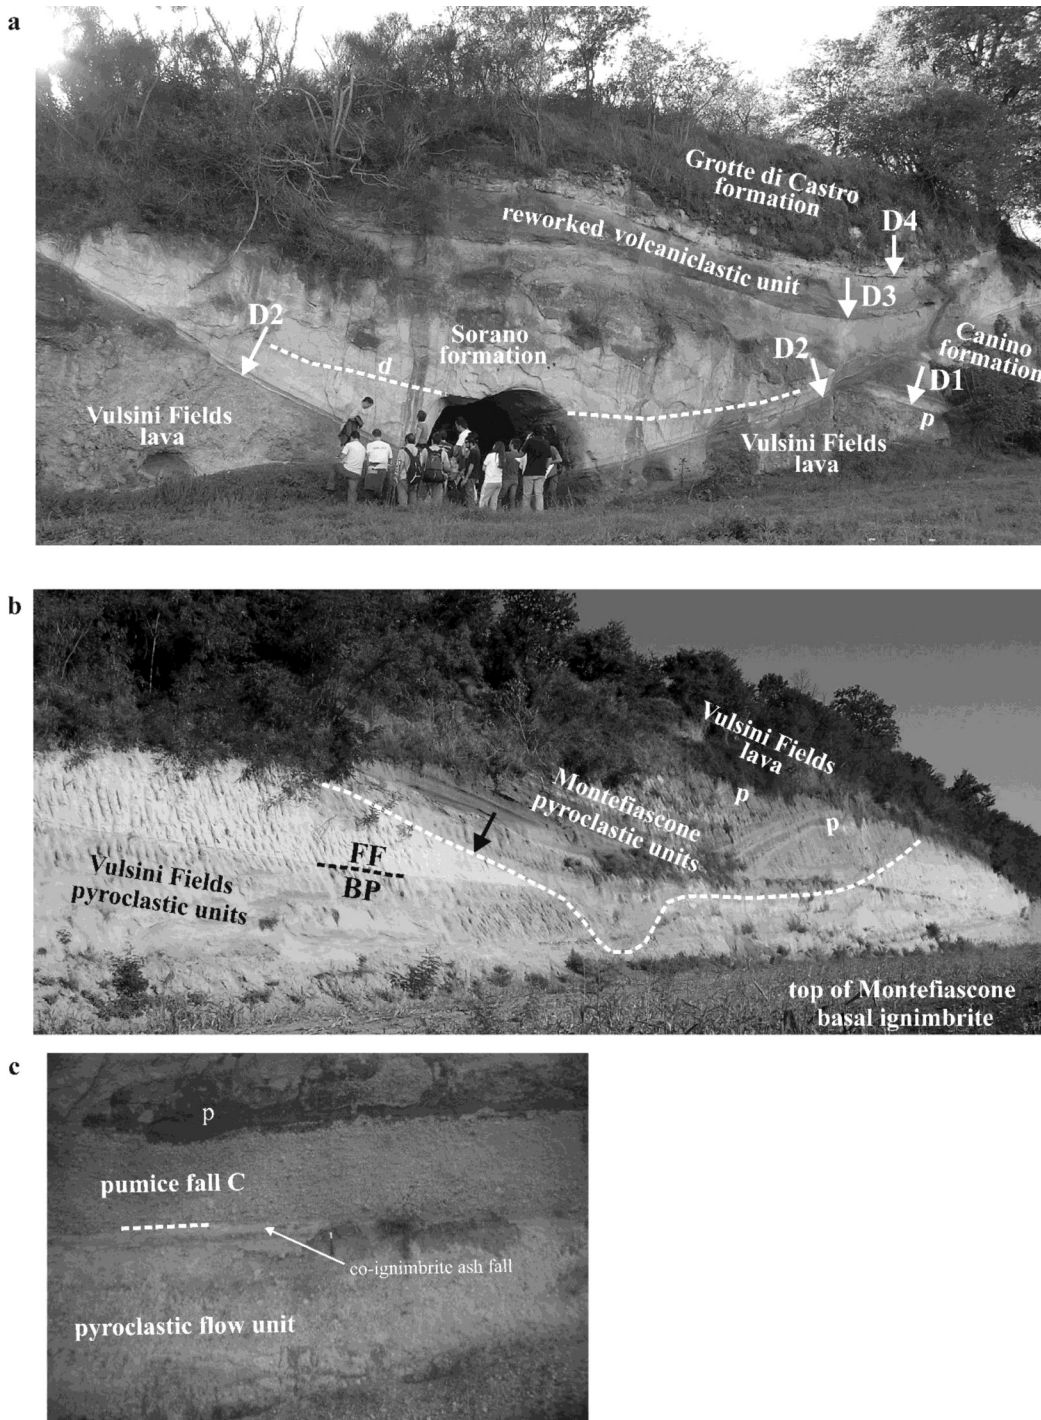 a
Grotte di Castro
formation
D4
reworked volcaniclastic unit
D3
D2
Sorano
formation
D2
Canino
formation
D1
d
p
Vulsini Fields
lava
Vulsini Fields
lava
b
Vulsini Fields
lava
p
Montefiascone
pyroclastic units
p
FF
BP
Vulsini Fields
pyroclastic units
top of Montefiascone
basal ignimbrite
c
p
pumice fall C
co-ignimbrite ash fall
pyroclastic flow unit